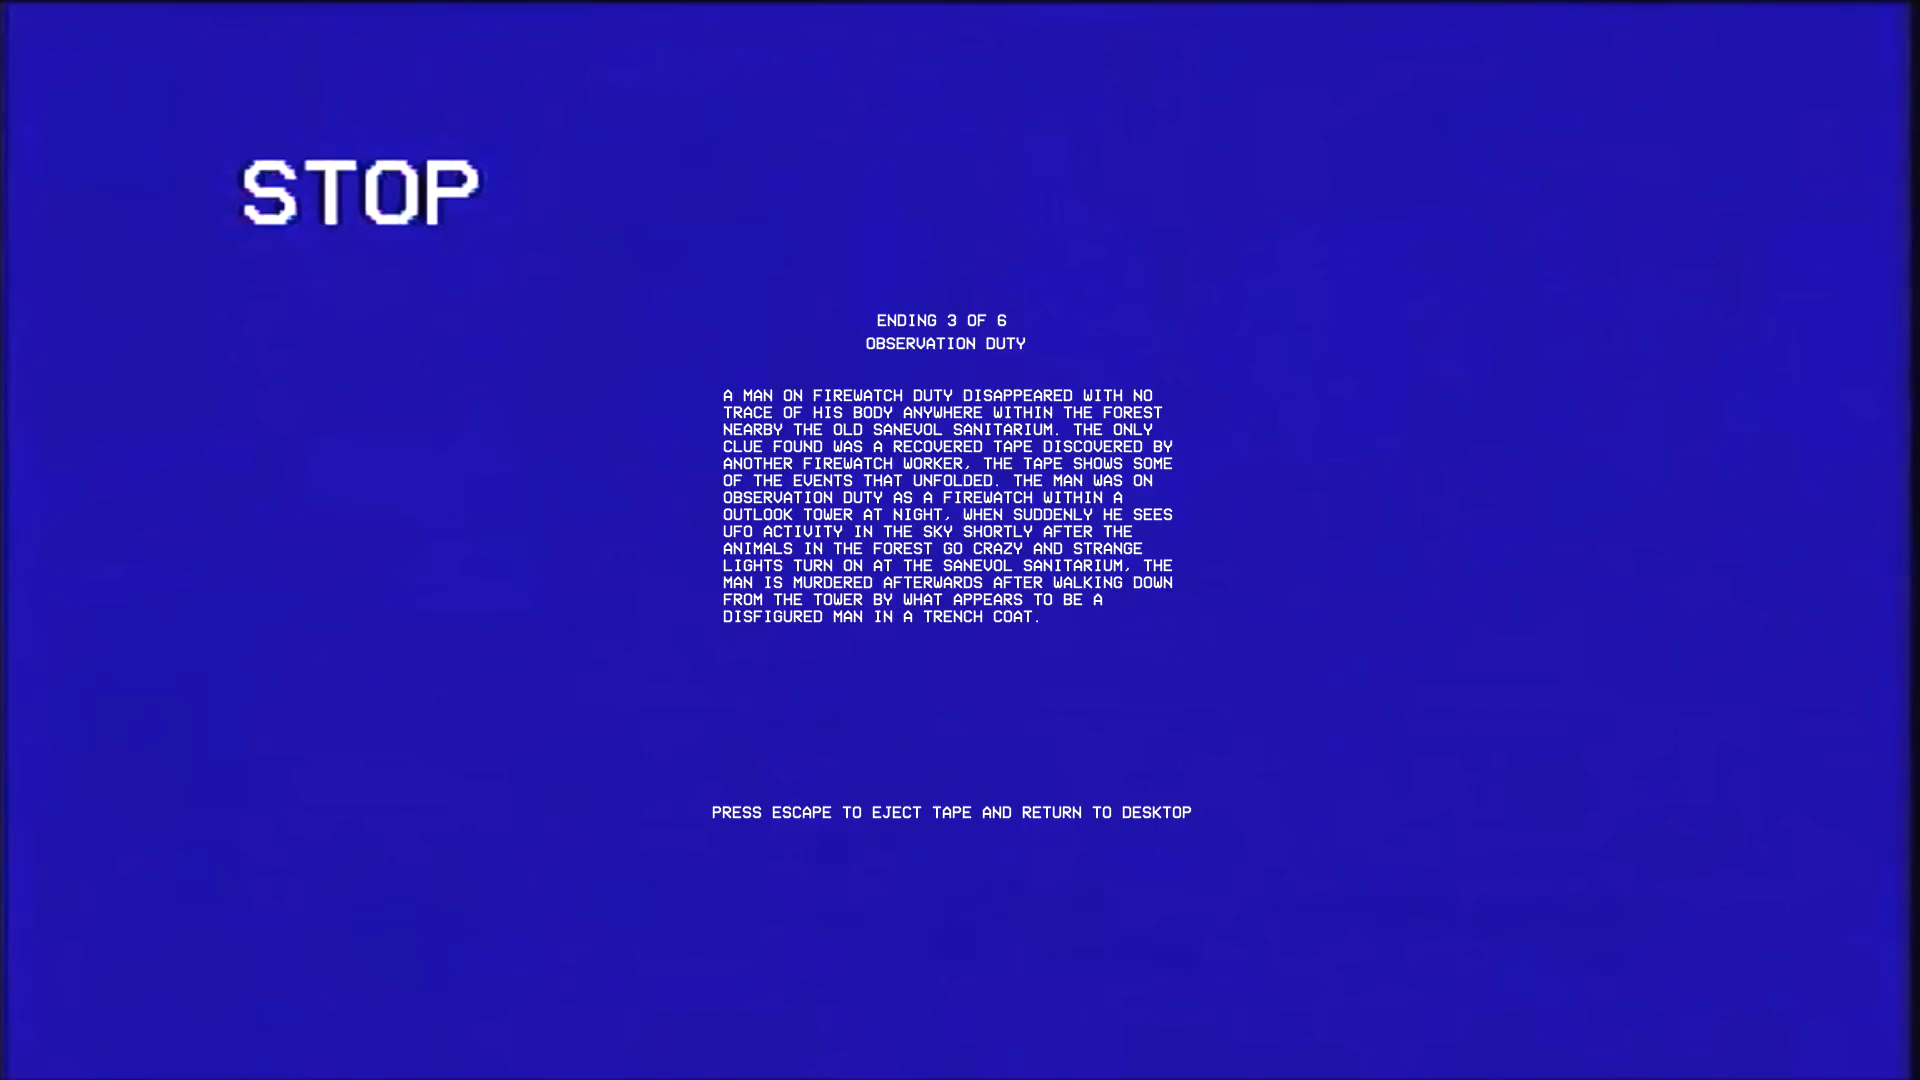 STOP
ENDING 3 OF 6
OBSERVATION DUTY
A MAN ON FIREWATCH DUTY DISAPPEARED WITH NO
TRACE OF HIS BODY ANYWHERE WITHIN THE FOREST
NEARBY THE OLD SANEVOL SANITARIUM. THE ONLY
CLUE FOUND WAS A RECOVERED TAPE DISCOVERED BY
ANOTHER FIREWATCH WORKER, THE TAPE SHOWS SOME
OF THE EVENTS THAT UNFOLDED. THE MAN WAS ON
OBSERVATION DUTY AS A FIREWATCH WITHIN A
OUTLOOK TOWER AT NIGHT, WHEN SUDDENLY HE SEES
UFO ACTIVITY IN THE SKY SHORTLY AFTER THE
ANIMALS IN THE FOREST GO CRAZY AND STRANGE
LIGHTS TURN ON AT THE SANEVOL SANITARIUM, THE
MAN IS MURDERED AFTERWARDS AFTER WALKING DOWN
FROM THE TOWER BY WHAT APPEARS TO BE A
DISFIGURED MAN IN A TRENCH COAT.
PRESS ESCAPE TO EJECT TAPE AND RETURN TO DESKTOP